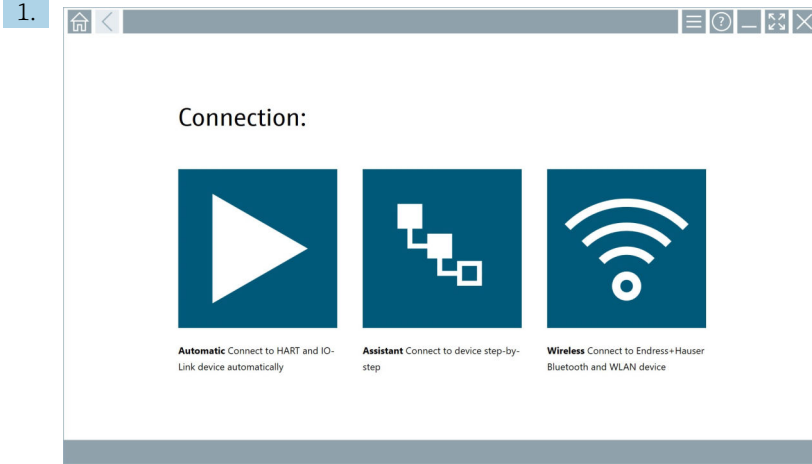 1.
Connection:
Automatic Connect to HART and IO-
Link device automatically
Assistant Connect to device step-by-
step
Wireless Connect to Endress+Hauser
Bluetooth and WLAN device